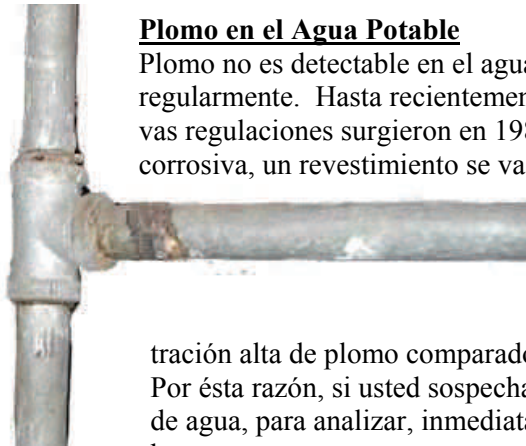 Plomo en el Agua Potable
Plomo no es detectable en el agua
regularmente. Hasta recientemen
vas regulaciones surgieron en 198
corrosiva, un revestimiento se va
tración alta de plomo comparado
Por ésta razón, si usted sospecha
de agua, para analizar, inmediata